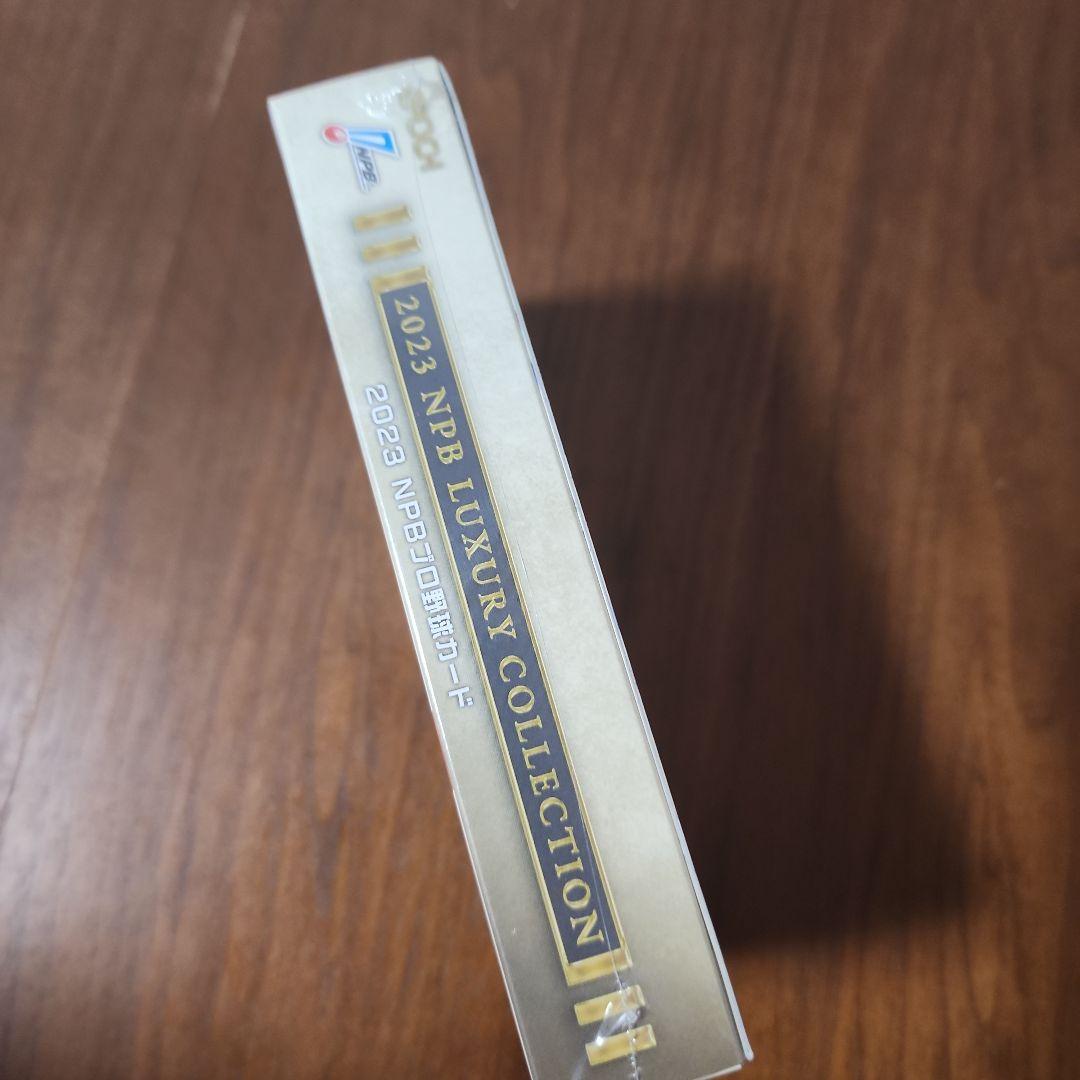 EPOCH
NPB
2023 NPB LUXURY COLLECTION
2023 NPBプロ野球カード